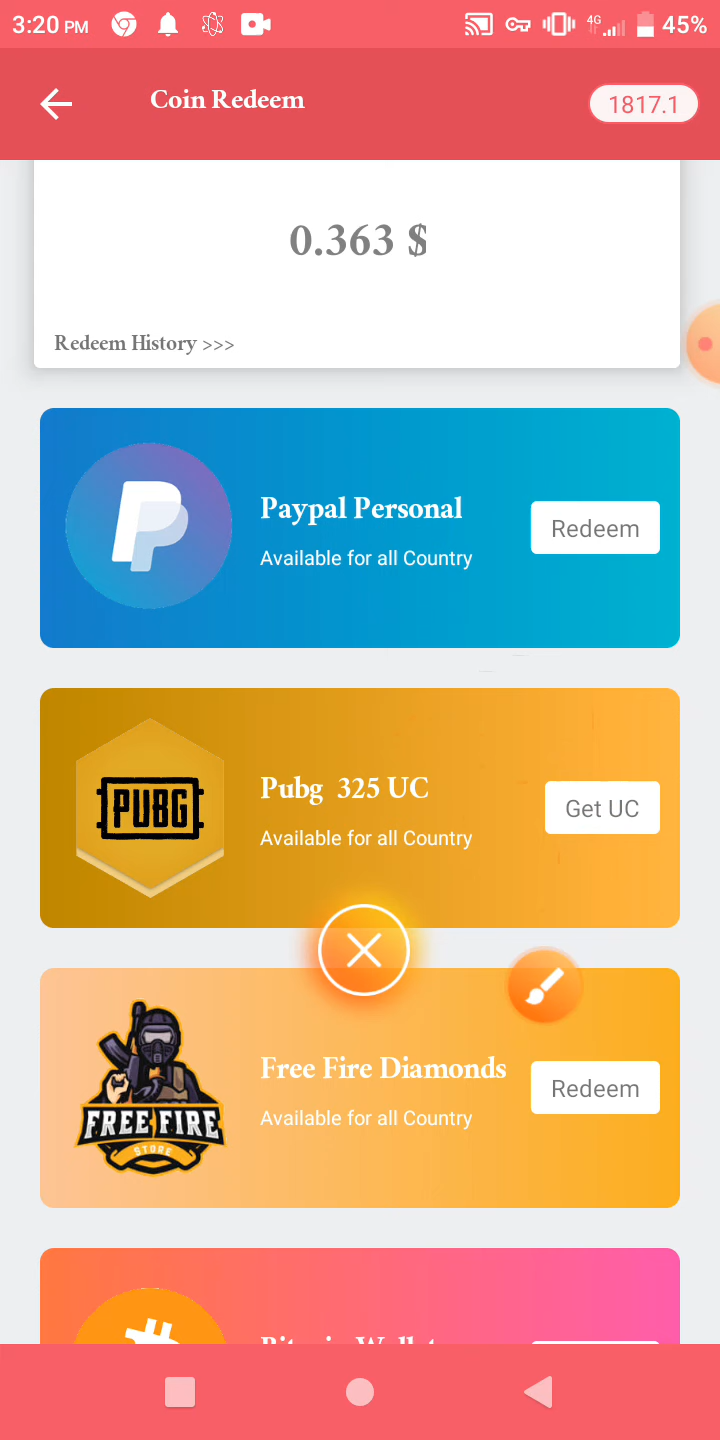 3:20 PM
4G
45%
Coin Redeem
1817.1
0.363 $
Redeem History >>>
Paypal Personal
Redeem
Available for all Country
PUBG
Pubg 325 UC
Get UC
Available for all Country
FREE FIRE
STORE
Free Fire Diamonds
Redeem
Available for all Country